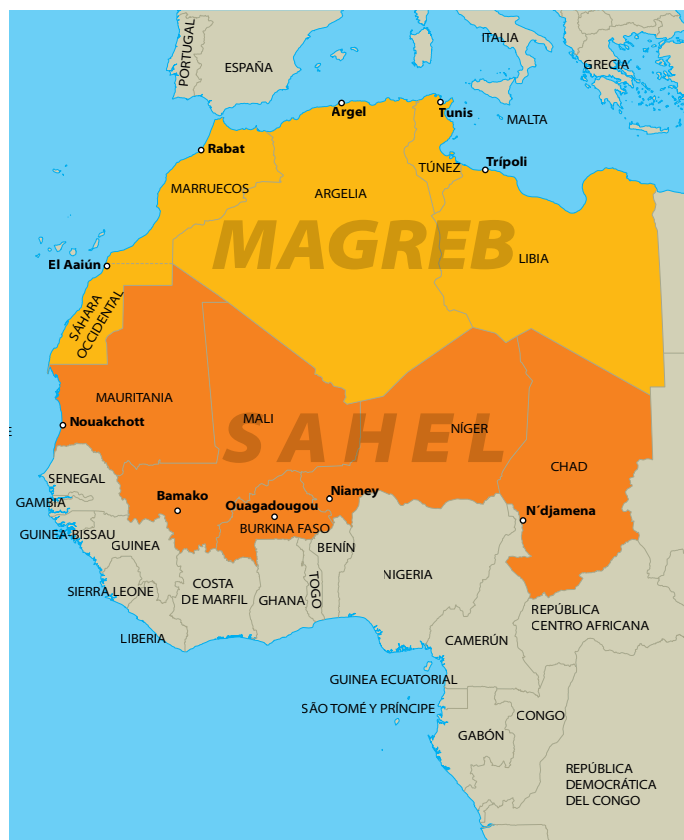 PORTUGAL
ESPAÑA
ITALIA
GRECIA
Argel
Tunis
MALTA
Rabat
TÚNEZ
Trípoli
MARRUECOS
ARGELIA
MAGREB
LIBIA
El Aaiún
SÁHARA
OCCIDENTAL
MAURITANIA
Nouakchott
MALI
SAHEL
NÍGER
CHAD
E
SENEGAL
GAMBIA
Bamako
Ouagadougou
Niamey
N´djamena
BURKINA FASO
GUINEA-BISSAU
GUINEA
BENÍN
NIGERIA
SIERRA LEONE
COSTA
DE MARFIL
GHANA
TOGO
REPÚBLICA
CENTRO AFRICANA
LIBERIA
CAMERÚN
GUINEA ECUATORIAL
SÃO TOMÉ Y PRÍNCIPE
CONGO
GABÓN
REPÚBLICA
DEMOCRÁTICA
DEL CONGO